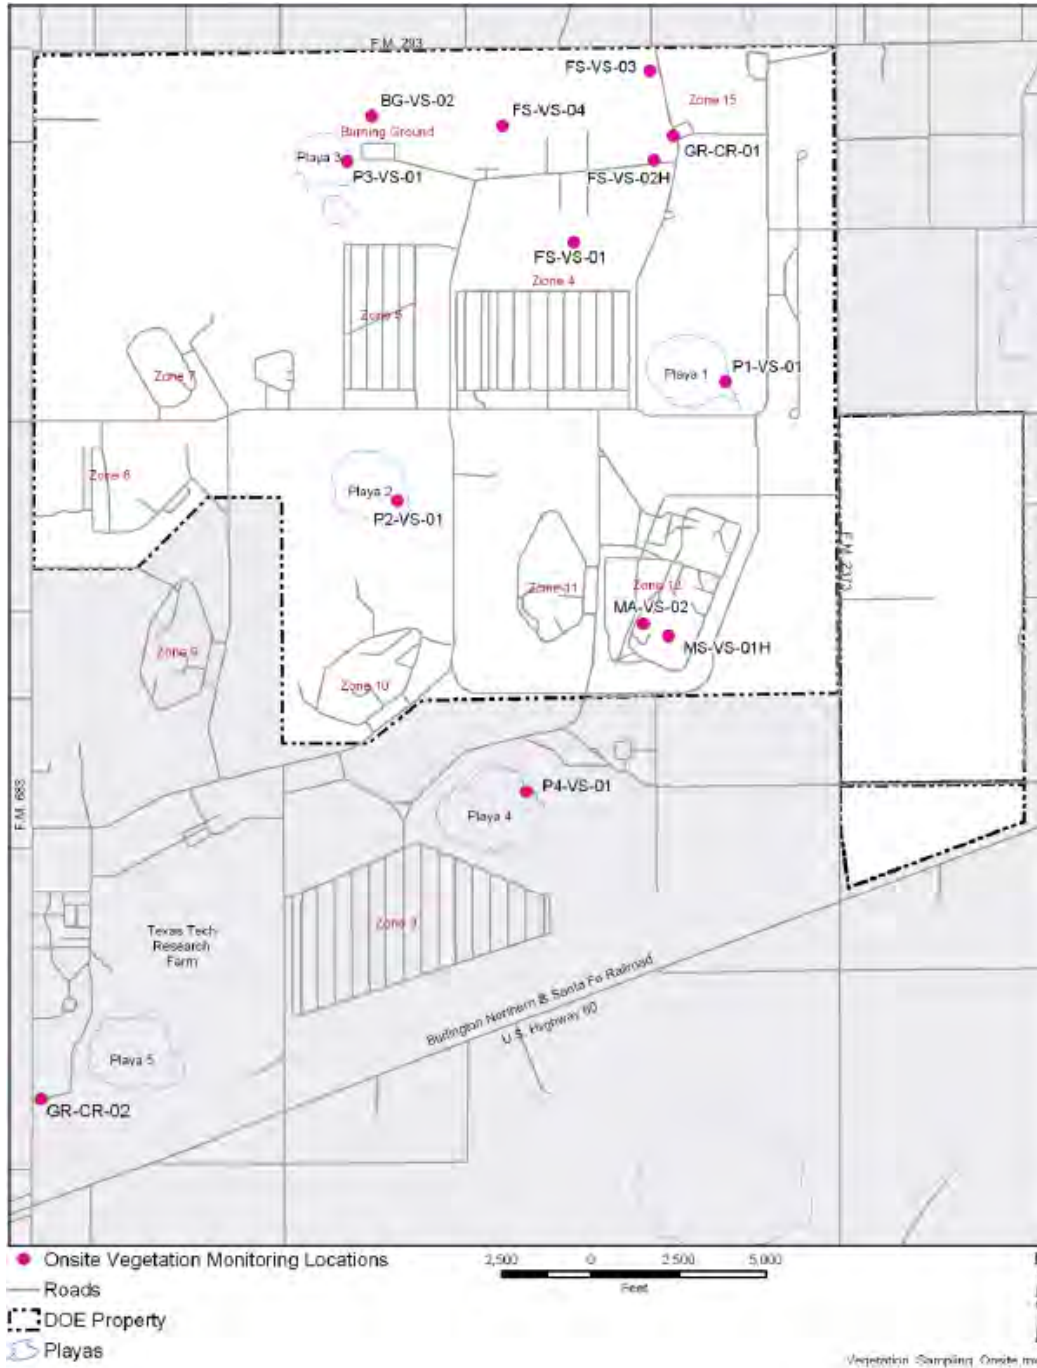 F.M. 293
FS-VS-03
Zone 15
BG-VS-02
FS-VS-04
Burning Ground
GR-CR-01
Playa 3
P3-VS-01
FS-VS-02H
FS-VS-01
Zone 4
Zone 5
Playa 1
P1-VS-01
Zone 7
Zone 8
Playa 2
P2-VS-01
F.M. 2373
Zone 11
Zone 12
MA-VS-02
MS-VS-01H
Zone 9
Zone 10
P4-VS-01
F.M. 683
Playa 4
Zone 3
Texas Tech
Research
Farm
Burlington Northern & Santa Fe Railroad
U.S. Highway 60
Playa 5
GR-CR-02
Onsite Vegetation Monitoring Locations
2,500 0 2,500 5,000
Feet
Roads
DOE Property
Playas
Vegetation Sampling Onsite